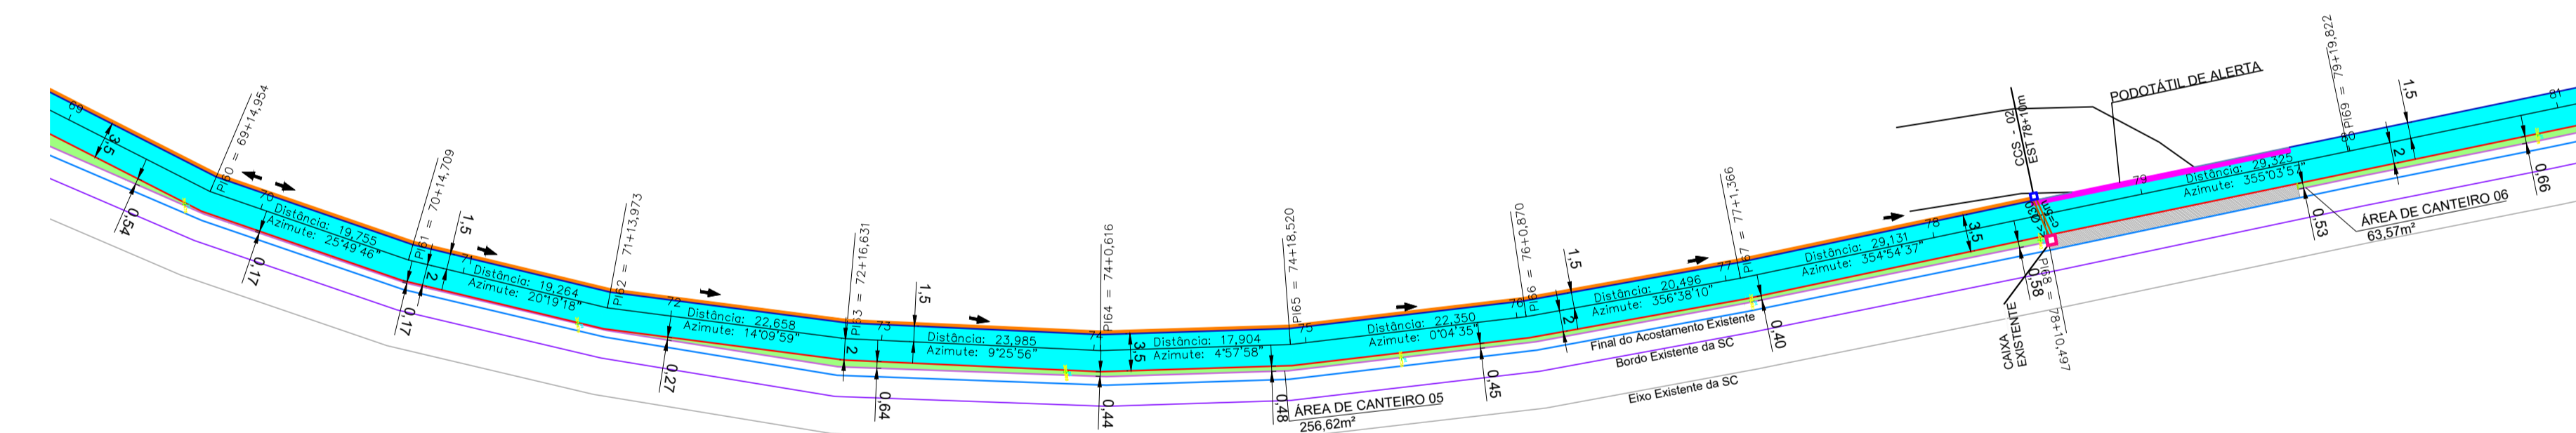 69
3,5
0,54
PI60 = 69+14,954
70
Distância: 19,755
Azimute: 25°49'46"
0,17
PI61 = 70+14,709
1,5
2
0,17
71
Distância: 19,264
Azimute: 20°19'18"
PI62 = 71+13,973
72
Distância: 22,658
Azimute: 14°09'59"
0,27
PI63 = 72+16,631
2
73
0,64
1,5
Distância: 23,985
Azimute: 9°25'56"
PI64 = 74+0,616
74
0,44
3,5
Distância: 17,904
Azimute: 4°57'58"
PI65 = 74+18,520
75
0,48
ÁREA DE CANTEIRO 05
256,62m²
Distância: 22,350
Azimute: 0°04'35"
0,45
PI66 = 76+0,870
76
1,5
2
Distância: 20,496
Azimute: 356°38'10"
Final do Acostamento Existente
Bordo Existente da SC
Eixo Existente da SC
PI67 = 77+1,366
77
0,40
Distância: 29,131
Azimute: 354°54'37"
78
3,5
0,58
CCS - 02
EST 78+10m
CAIXA
EXISTENTE
PI68 = 78+10,497
PODOTÁTIL DE ALERTA
79
Distância: 29,325
Azimute: 355°03'57"
0,53
ÁREA DE CANTEIRO 06
63,57m²
PI69 = 79+19,822
80
1,5
2
0,66
81